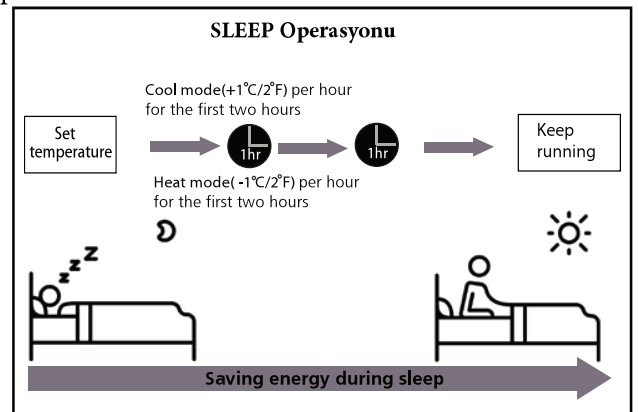 SLEEP Operasyonu
Cool mode(+1°C/2°F) per hour
for the first two hours
Set
temperature
1hr
1hr
Keep
running
Heat mode( -1°C/2°F) per hour
for the first two hours
z z z
Saving energy during sleep